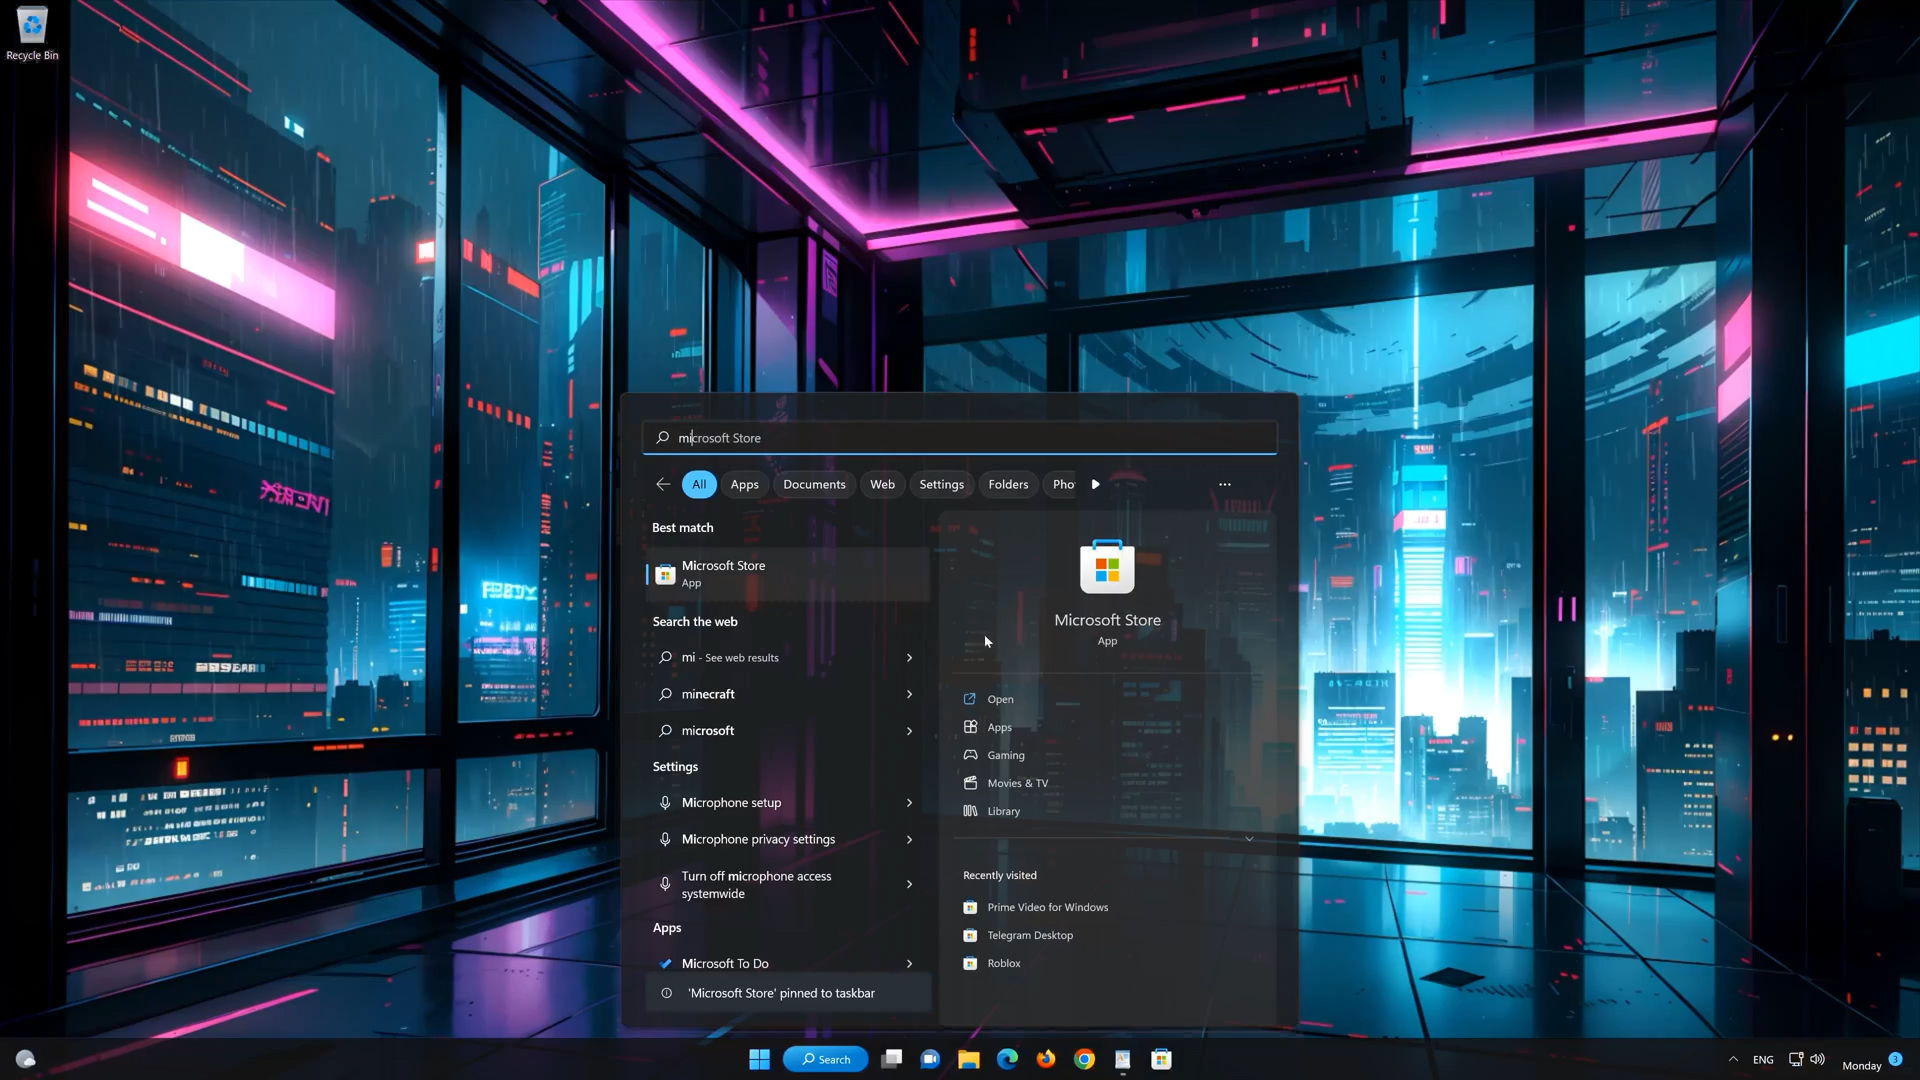 Recycle Bin
microsoft Store
All
Apps
Documents
Web
Settings
Folders
Pho
Best match
Microsoft Store
App
Search the web
mi - See web results
minecraft
microsoft
Settings
Microphone setup
Microphone privacy settings
Turn off microphone access
systemwide
Apps
Microsoft To Do
'Microsoft Store' pinned to taskbar
Microsoft Store
App
Open
Apps
Gaming
Movies & TV
Library
Recently visited
Prime Video for Windows
Telegram Desktop
Roblox
Search
ENG
Monday
3